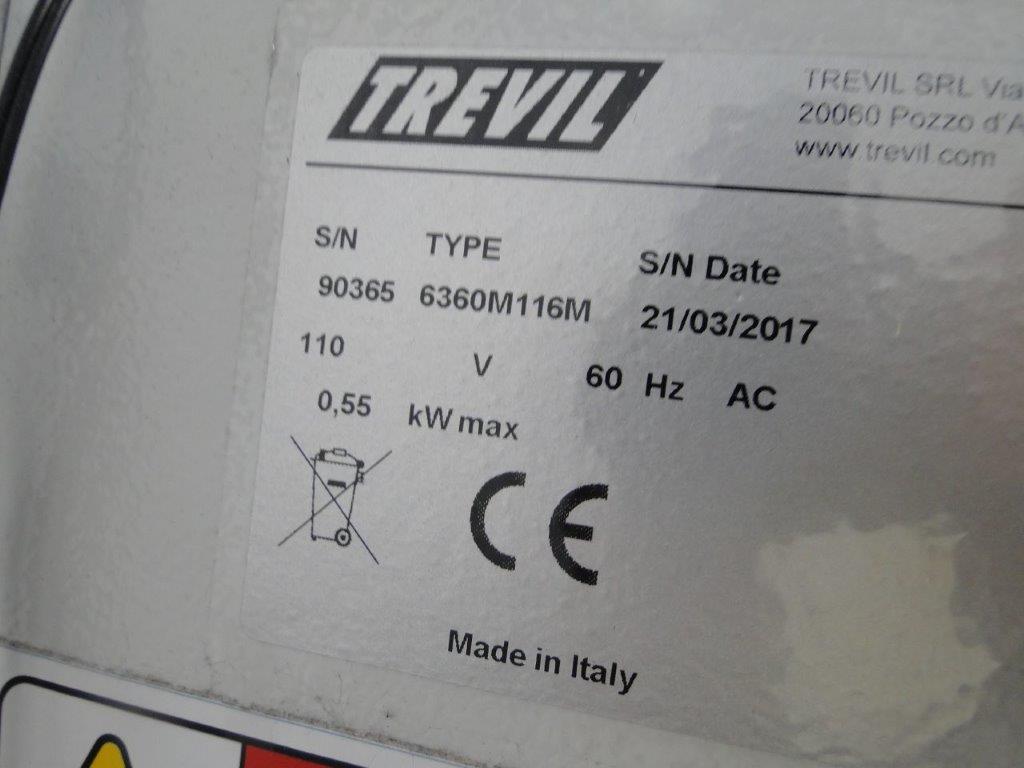 TREVIL
TREVIL SRL Via
20060 Pozzo d'A
www.trevil.com
S/N TYPE S/N Date
90365 6360M116M 21/03/2017
110 V 60 Hz AC
0,55 kW max
CE
Made in Italy